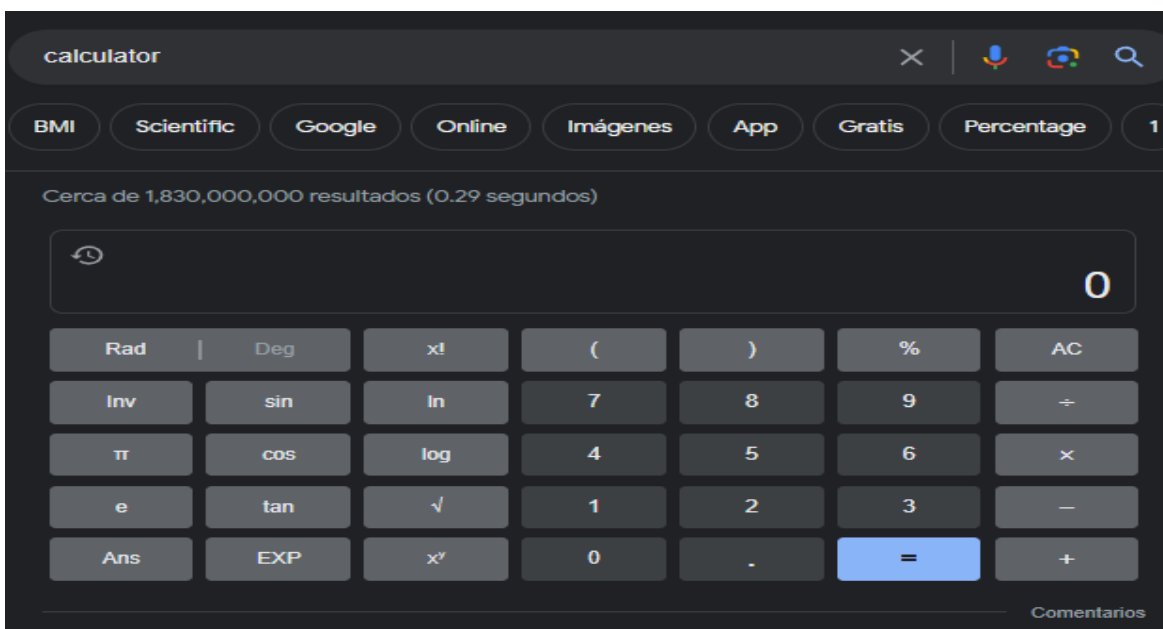 calculator
BMI Scientific Google Online Imágenes App Gratis Percentage 1
Cerca de 1,830,000,000 resultados (0.29 segundos)
0
Rad | Deg x! ( ) % AC
Inv sin ln 7 8 9 ÷
π cos log 4 5 6 ×
e tan √ 1 2 3 −
Ans EXP xʸ 0 . = +
Comentarios